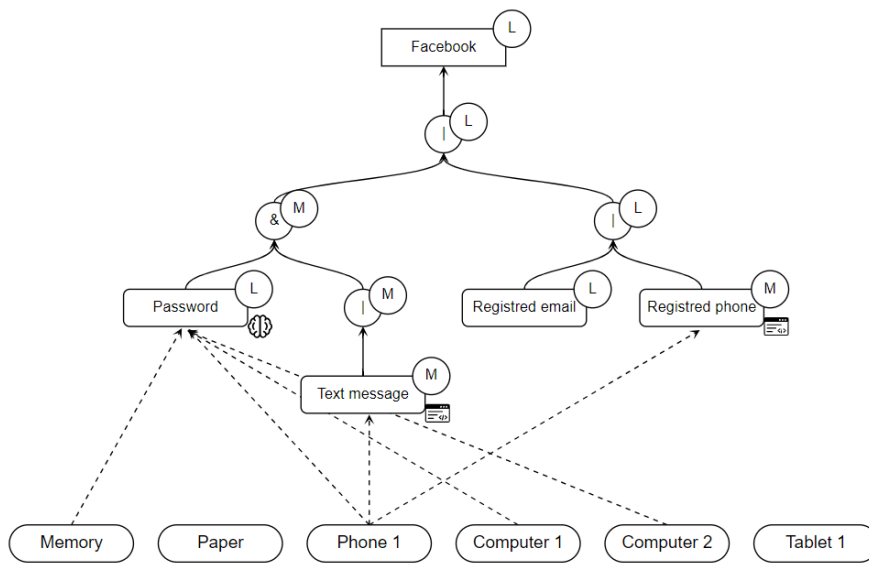 Facebook
L
|
L
&
M
|
L
Password
L
|
M
Registred email
L
Registred phone
M
Text message
M
Memory
Paper
Phone 1
Computer 1
Computer 2
Tablet 1